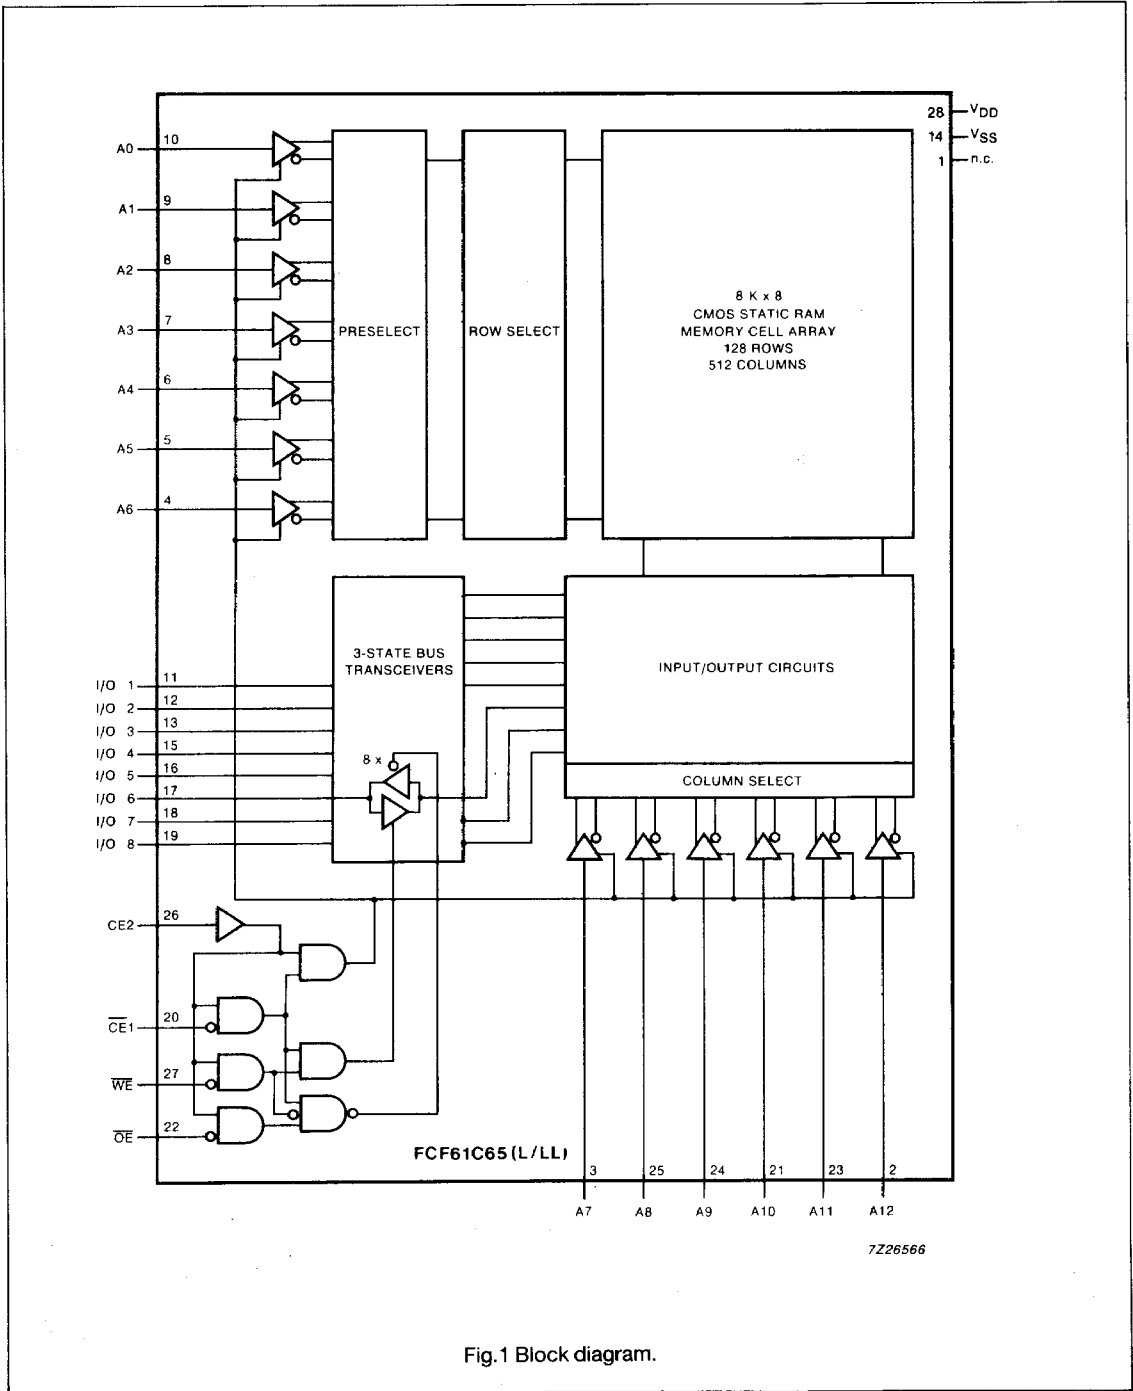 28 VDD
14 VSS
1 n.c.
A0 10
A1 9
A2 8
A3 7
A4 6
A5 5
A6 4
PRESELECT
ROW SELECT
8 K x 8
CMOS STATIC RAM
MEMORY CELL ARRAY
128 ROWS
512 COLUMNS
3-STATE BUS
TRANSCEIVERS
8 x
INPUT/OUTPUT CIRCUITS
COLUMN SELECT
I/O 1 11
I/O 2 12
I/O 3 13
I/O 4 15
I/O 5 16
I/O 6 17
I/O 7 18
I/O 8 19
CE2 26
C̅E̅1 20
W̅E̅ 27
O̅E̅ 22
FCF61C65 (L/LL)
3 25 24 21 23 2
A7 A8 A9 A10 A11 A12
7Z26566
Fig.1 Block diagram.